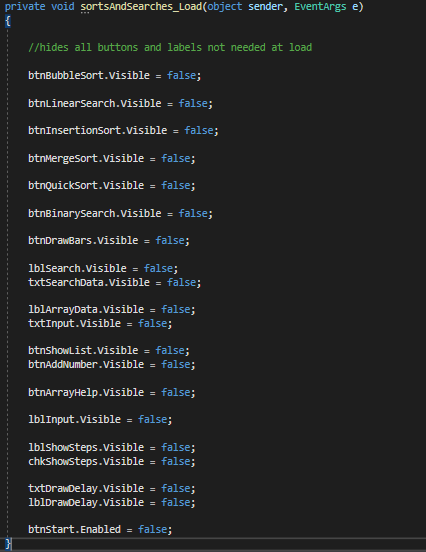 private void sortsAndSearches_Load(object sender, EventArgs e)
{
//hides all buttons and labels not needed at load
btnBubbleSort.Visible = false;
btnLinearSearch.Visible = false;
btnInsertionSort.Visible = false;
btnMergeSort.Visible = false;
btnQuickSort.Visible = false;
btnBinarySearch.Visible = false;
btnDrawBars.Visible = false;
lblSearch.Visible = false;
txtSearchData.Visible = false;
lblArrayData.Visible = false;
txtInput.Visible = false;
btnShowList.Visible = false;
btnAddNumber.Visible = false;
btnArrayHelp.Visible = false;
lblInput.Visible = false;
lblShowSteps.Visible = false;
chkShowSteps.Visible = false;
txtDrawDelay.Visible = false;
lblDrawDelay.Visible = false;
btnStart.Enabled = false;
}